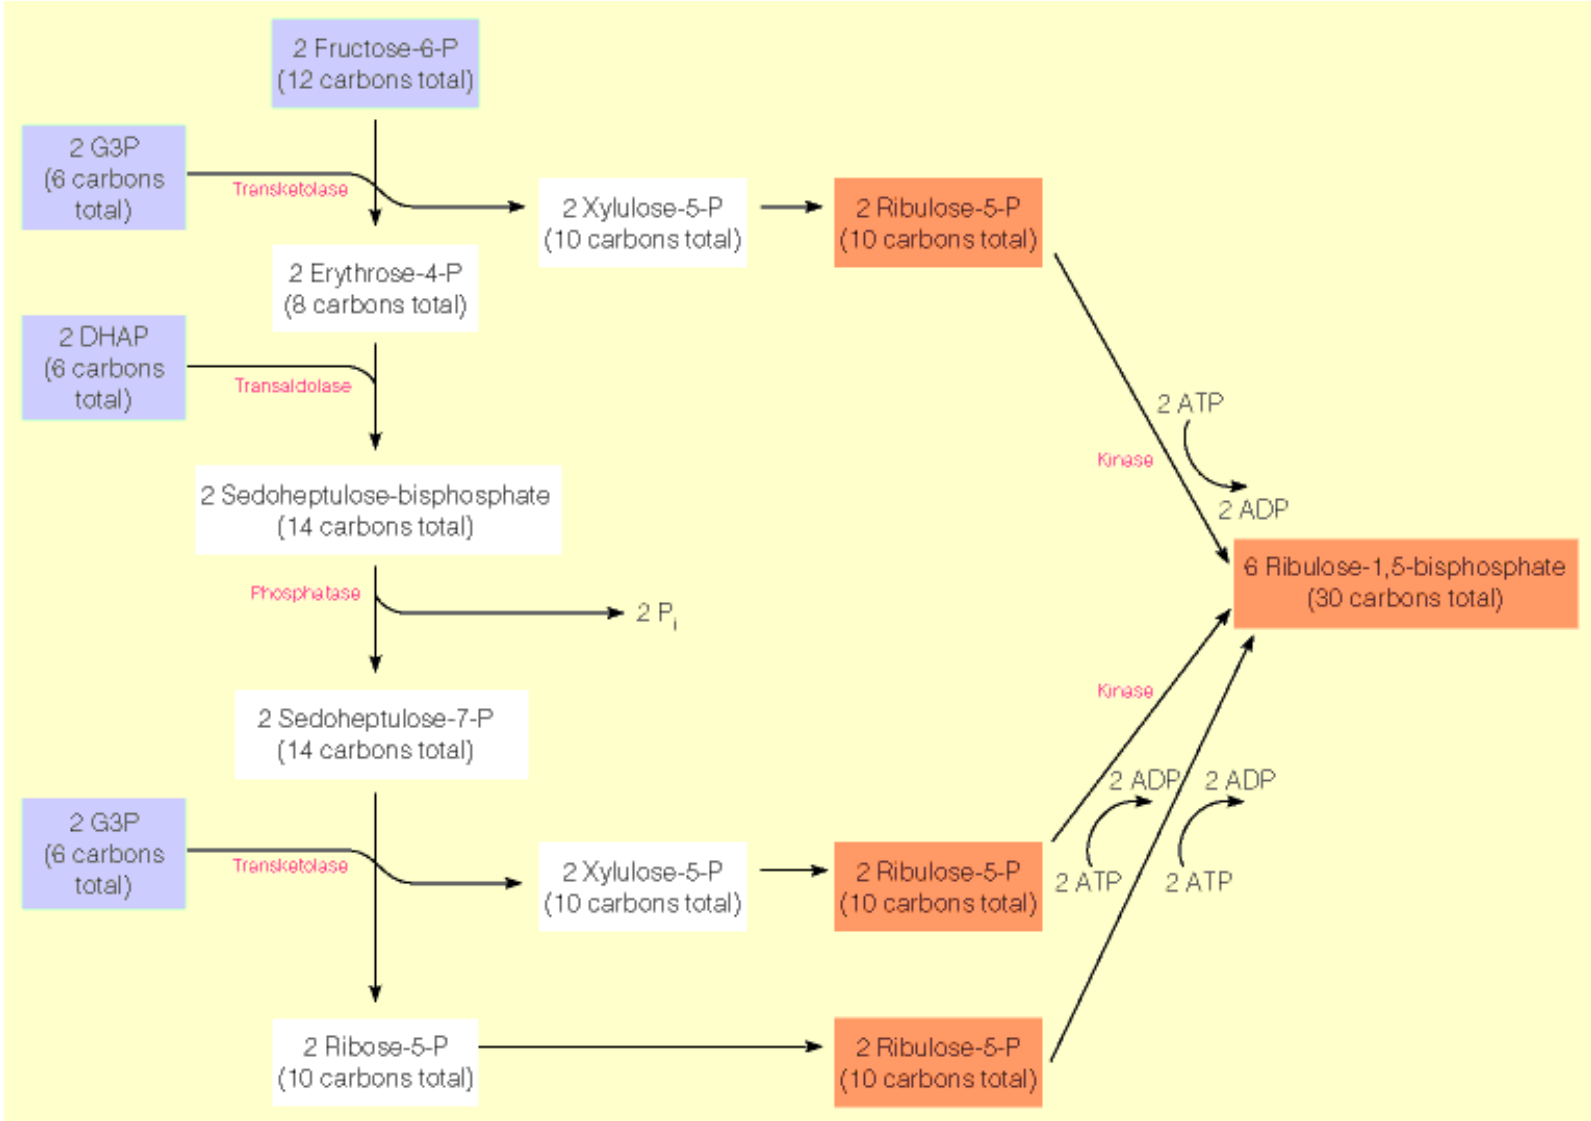 2 Fructose-6-P
(12 carbons total)
2 G3P
(6 carbons
total)
Transketolase
2 Xylulose-5-P
(10 carbons total)
2 Ribulose-5-P
(10 carbons total)
2 Erythrose-4-P
(8 carbons total)
2 DHAP
(6 carbons
total)
Transaldolase
2 ATP
Kinase
2 ADP
2 Sedoheptulose-bisphosphate
(14 carbons total)
6 Ribulose-1,5-bisphosphate
(30 carbons total)
Phosphatase
2 Pi
Kinase
2 Sedoheptulose-7-P
(14 carbons total)
2 ADP
2 ADP
2 G3P
(6 carbons
total)
Transketolase
2 Xylulose-5-P
(10 carbons total)
2 Ribulose-5-P
(10 carbons total)
2 ATP
2 ATP
2 Ribose-5-P
(10 carbons total)
2 Ribulose-5-P
(10 carbons total)